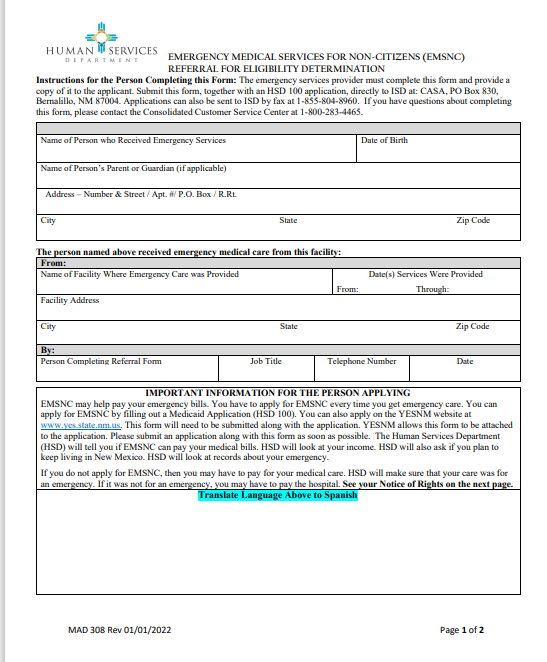 HUMAN SERVICES
DEPARTMENT
EMERGENCY MEDICAL SERVICES FOR NON-CITIZENS (EMSNC)
REFERRAL FOR ELIGIBILITY DETERMINATION
Instructions for the Person Completing this Form: The emergency services provider must complete this form and provide a
copy of it to the applicant. Submit this form, together with an HSD 100 application, directly to ISD at: CASA, PO Box 830,
Bernalillo, NM 87004. Applications can also be sent to ISD by fax at 1-855-804-8960. If you have questions about completing
this form, please contact the Consolidated Customer Service Center at 1-800-283-4465.
Name of Person who Received Emergency Services Date of Birth
Name of Person's Parent or Guardian (if applicable)
Address – Number & Street / Apt. #/ P.O. Box / R.Rt.
City State Zip Code
The person named above received emergency medical care from this facility:
From:
Name of Facility Where Emergency Care was Provided Date(s) Services Were Provided
From: Through:
Facility Address
City State Zip Code
By:
Person Completing Referral Form Job Title Telephone Number Date
IMPORTANT INFORMATION FOR THE PERSON APPLYING
EMSNC may help pay your emergency bills. You have to apply for EMSNC every time you get emergency care. You can
apply for EMSNC by filling out a Medicaid Application (HSD 100). You can also apply on the YESNM website at
www.yes.state.nm.us. This form will need to be submitted along with the application. YESNM allows this form to be attached
to the application. Please submit an application along with this form as soon as possible. The Human Services Department
(HSD) will tell you if EMSNC can pay your medical bills. HSD will look at your income. HSD will also ask if you plan to
keep living in New Mexico. HSD will look at records about your emergency.
If you do not apply for EMSNC, then you may have to pay for your medical care. HSD will make sure that your care was for
an emergency. If it was not for an emergency, you may have to pay the hospital. See your Notice of Rights on the next page.
Translate Language Above to Spanish
MAD 308 Rev 01/01/2022 Page 1 of 2